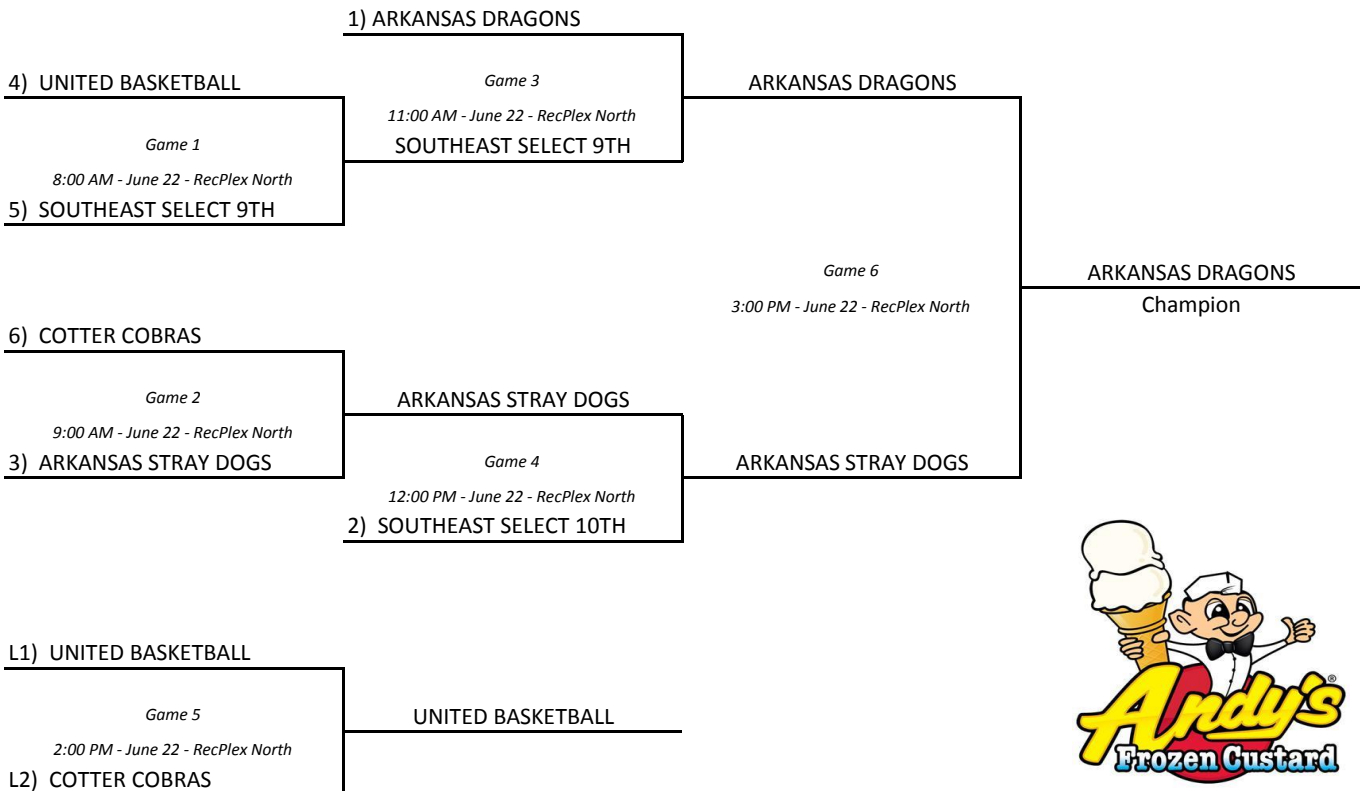 1) ARKANSAS DRAGONS
4) UNITED BASKETBALL
Game 3
ARKANSAS DRAGONS
11:00 AM - June 22 - RecPlex North
Game 1
SOUTHEAST SELECT 9TH
8:00 AM - June 22 - RecPlex North
5) SOUTHEAST SELECT 9TH
Game 6
ARKANSAS DRAGONS
3:00 PM - June 22 - RecPlex North
Champion
6) COTTER COBRAS
Game 2
ARKANSAS STRAY DOGS
9:00 AM - June 22 - RecPlex North
3) ARKANSAS STRAY DOGS
Game 4
ARKANSAS STRAY DOGS
12:00 PM - June 22 - RecPlex North
2) SOUTHEAST SELECT 10TH
L1) UNITED BASKETBALL
Game 5
UNITED BASKETBALL
2:00 PM - June 22 - RecPlex North
L2) COTTER COBRAS
Andy's®
Frozen Custard